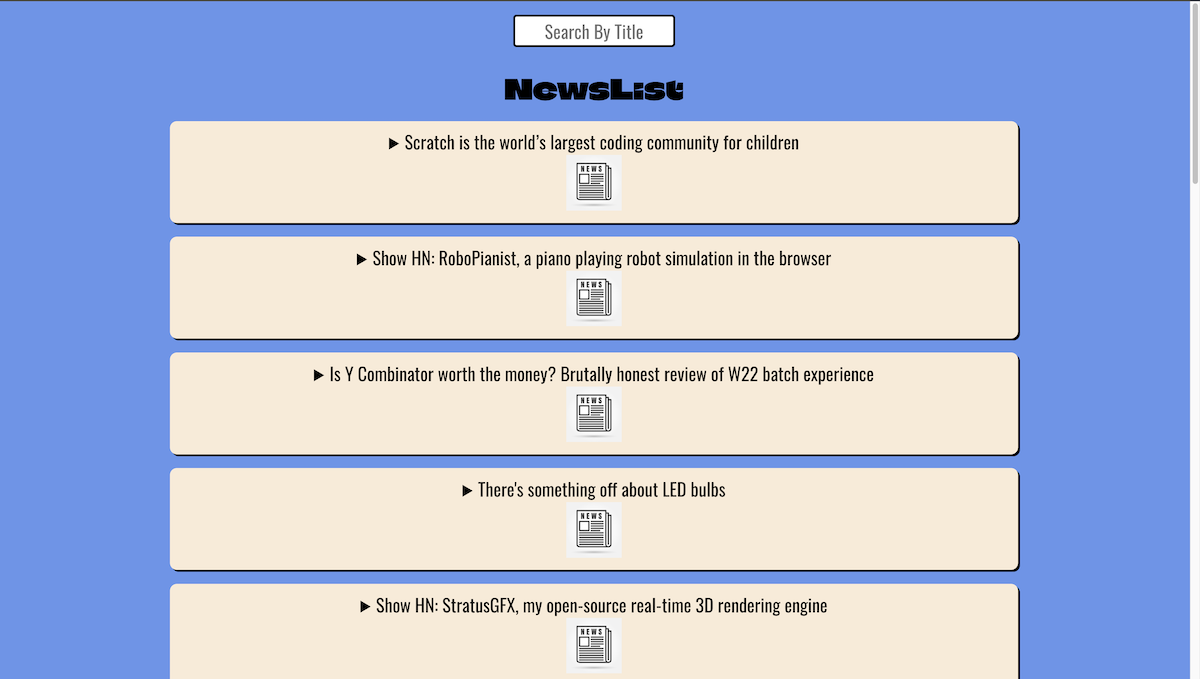 Search By Title
NewsList
▶ Scratch is the world’s largest coding community for children
NEWS
▶ Show HN: RoboPianist, a piano playing robot simulation in the browser
NEWS
▶ Is Y Combinator worth the money? Brutally honest review of W22 batch experience
NEWS
▶ There's something off about LED bulbs
NEWS
▶ Show HN: StratusGFX, my open-source real-time 3D rendering engine
NEWS